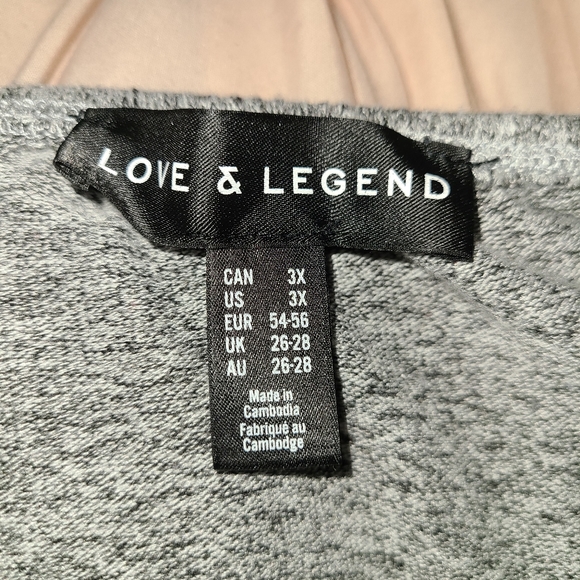 LOVE & LEGEND
CAN 3X
US 3X
EUR 54-56
UK 26-28
AU 26-28
Made in
Cambodia
Fabriqué au
Cambodge